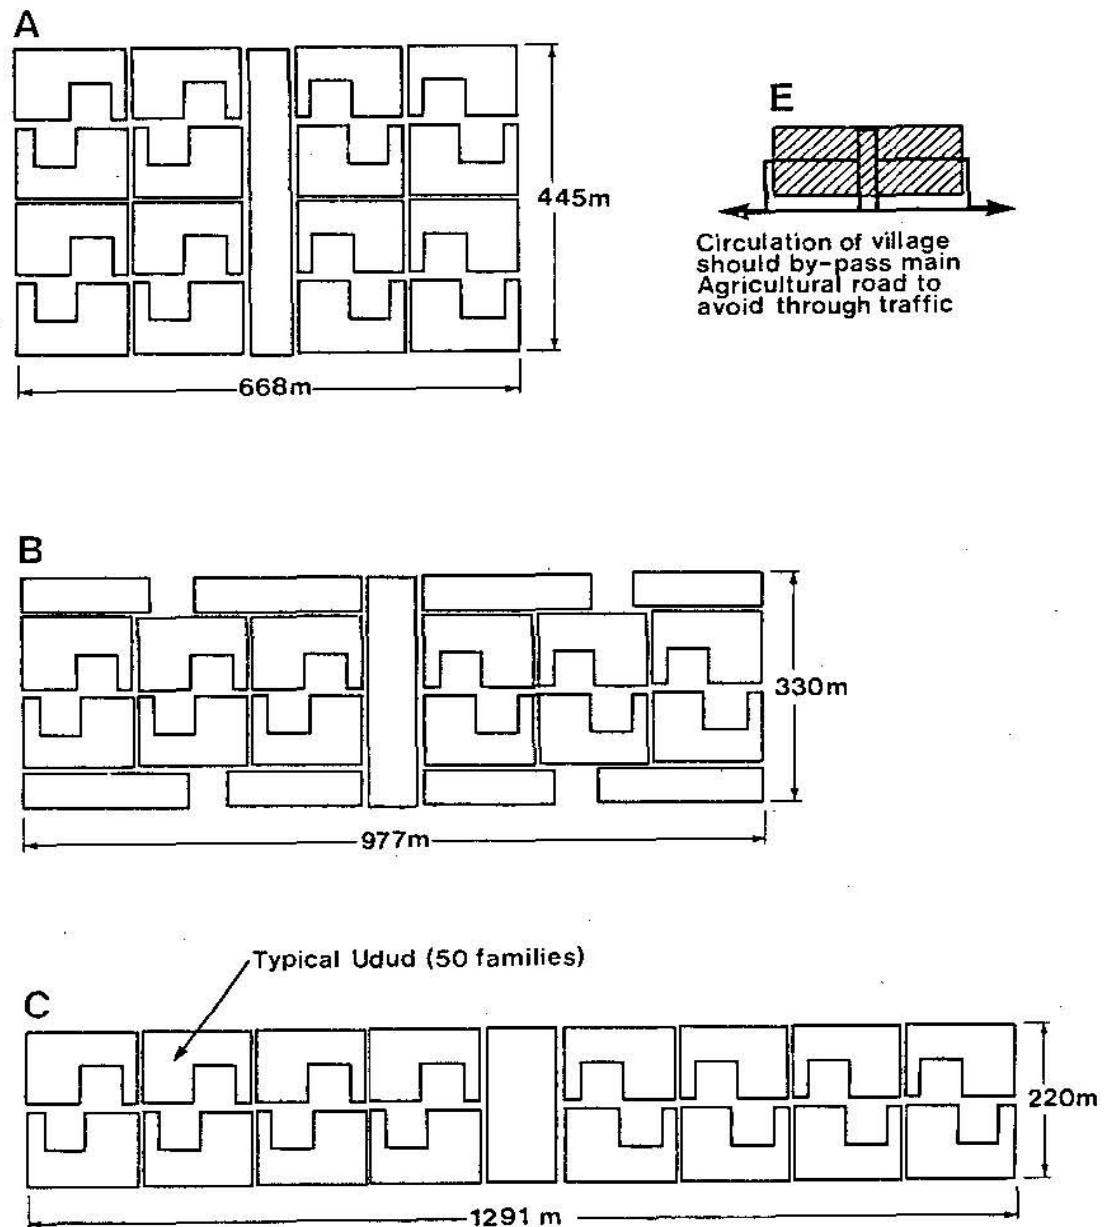 A
445m
668m
E
Circulation of village
should by-pass main
Agricultural road to
avoid through traffic
B
330m
977m
Typical Udud (50 families)
C
220m
1291 m